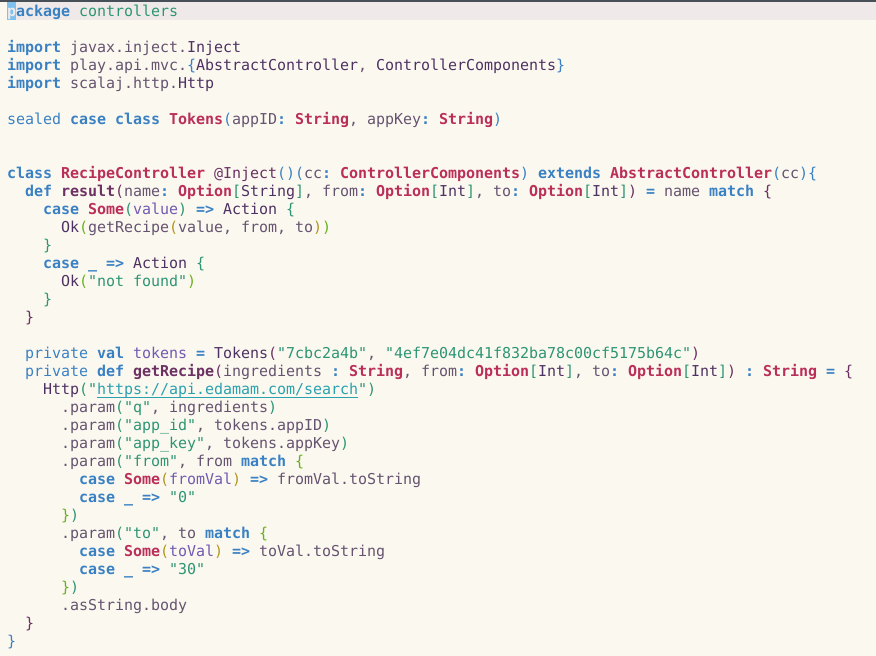 package controllers

import javax.inject.Inject
import play.api.mvc.{AbstractController, ControllerComponents}
import scalaj.http.Http

sealed case class Tokens(appID: String, appKey: String)


class RecipeController @Inject()(cc: ControllerComponents) extends AbstractController(cc){
  def result(name: Option[String], from: Option[Int], to: Option[Int]) = name match {
    case Some(value) => Action {
      Ok(getRecipe(value, from, to))
    }
    case _ => Action {
      Ok("not found")
    }
  }

  private val tokens = Tokens("7cbc2a4b", "4ef7e04dc41f832ba78c00cf5175b64c")
  private def getRecipe(ingredients : String, from: Option[Int], to: Option[Int]) : String = {
    Http("https://api.edamam.com/search")
      .param("q", ingredients)
      .param("app_id", tokens.appID)
      .param("app_key", tokens.appKey)
      .param("from", from match {
        case Some(fromVal) => fromVal.toString
        case _ => "0"
      })
      .param("to", to match {
        case Some(toVal) => toVal.toString
        case _ => "30"
      })
      .asString.body
  }
}